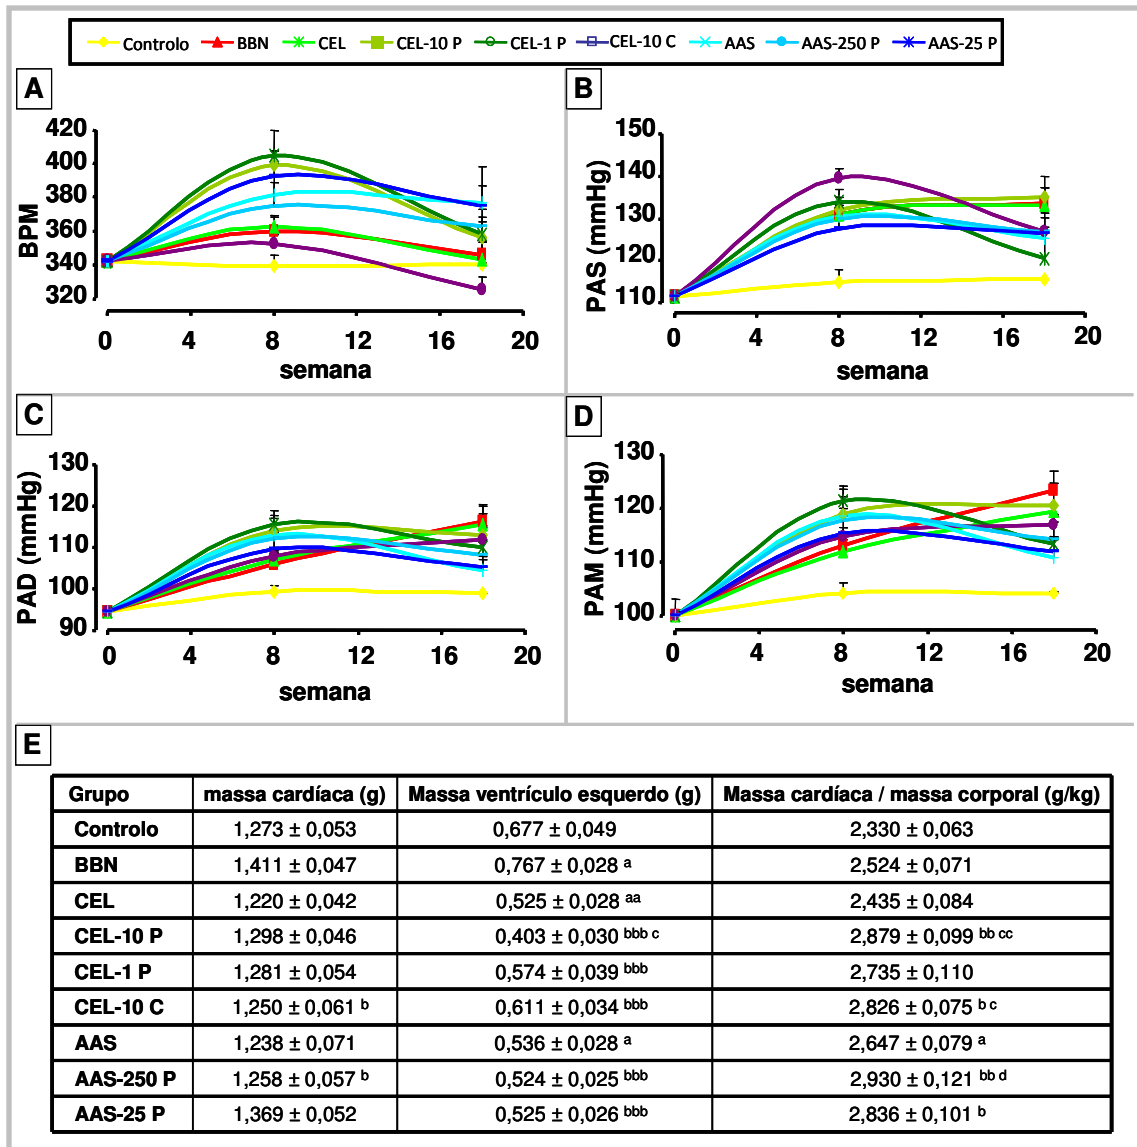 Controlo BBN CEL CEL-10 P CEL-1 P CEL-10 C AAS AAS-250 P AAS-25 P
A
BPM
420
400
380
360
340
320
0 4 8 12 16 20
semana
B
PAS (mmHg)
150
140
130
120
110
0 4 8 12 16 20
semana
C
PAD (mmHg)
130
120
110
100
90
0 4 8 12 16 20
semana
D
PAM (mmHg)
130
120
110
100
0 4 8 12 16 20
semana
E
Grupo massa cardíaca (g) Massa ventrículo esquerdo (g) Massa cardíaca / massa corporal (g/kg)
Controlo 1,273 ± 0,053 0,677 ± 0,049 2,330 ± 0,063
BBN 1,411 ± 0,047 0,767 ± 0,028 a 2,524 ± 0,071
CEL 1,220 ± 0,042 0,525 ± 0,028 aa 2,435 ± 0,084
CEL-10 P 1,298 ± 0,046 0,403 ± 0,030 bbb c 2,879 ± 0,099 bb cc
CEL-1 P 1,281 ± 0,054 0,574 ± 0,039 bbb 2,735 ± 0,110
CEL-10 C 1,250 ± 0,061 b 0,611 ± 0,034 bbb 2,826 ± 0,075 b c
AAS 1,238 ± 0,071 0,536 ± 0,028 a 2,647 ± 0,079 a
AAS-250 P 1,258 ± 0,057 b 0,524 ± 0,025 bbb 2,930 ± 0,121 bb d
AAS-25 P 1,369 ± 0,052 0,525 ± 0,026 bbb 2,836 ± 0,101 b